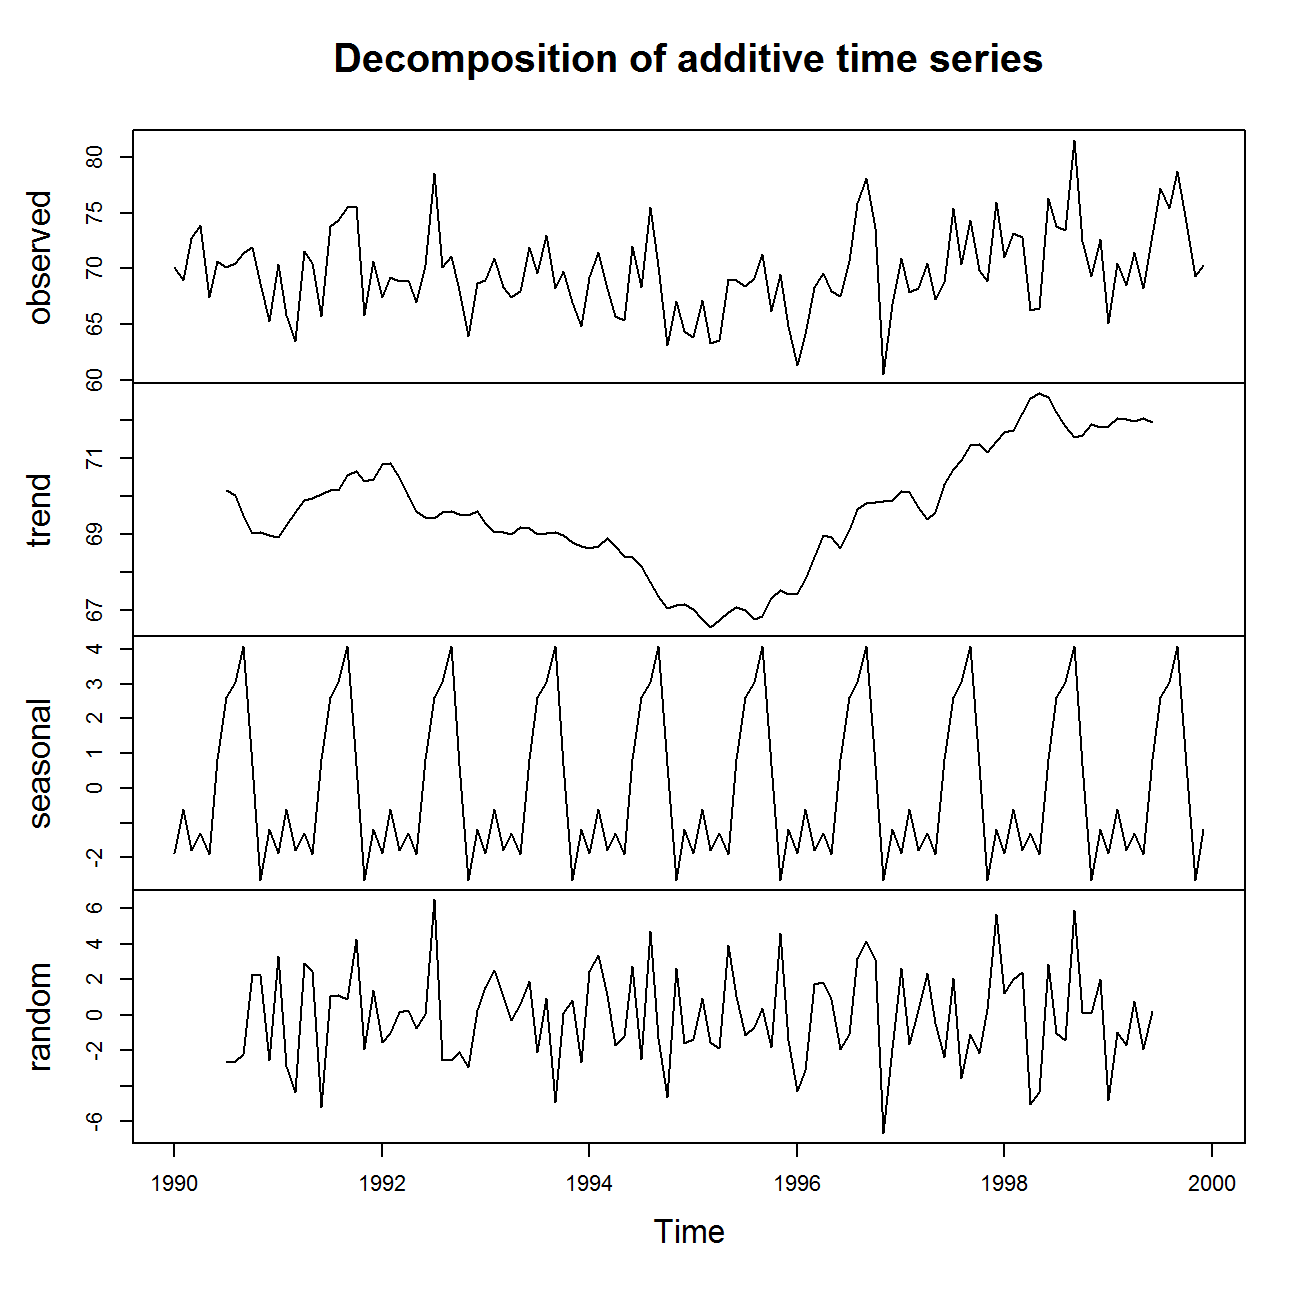 Decomposition of additive time series
observed
80
75
70
65
60
trend
71
69
67
seasonal
4
3
2
1
0
-2
random
6
4
2
0
-2
-6
1990 1992 1994 1996 1998 2000
Time